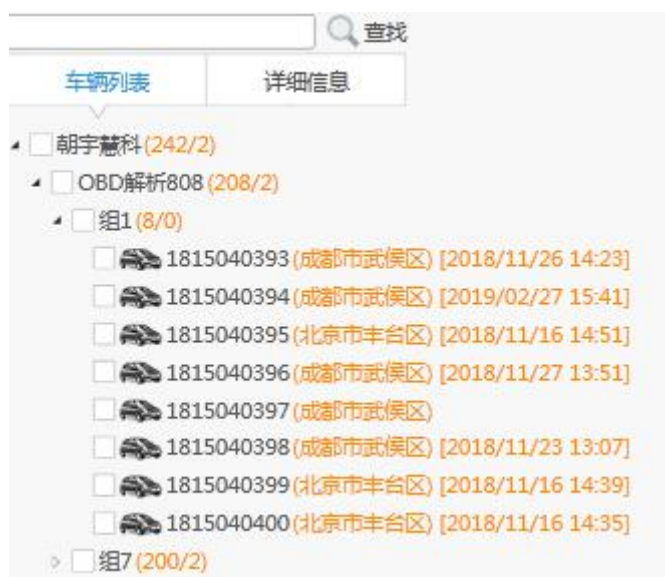 查找
车辆列表 详细信息
朝宇慧科(242/2)
OBD解析808(208/2)
组1(8/0)
1815040393(成都市武侯区) [2018/11/26 14:23]
1815040394(成都市武侯区) [2019/02/27 15:41]
1815040395(北京市丰台区) [2018/11/16 14:51]
1815040396(成都市武侯区) [2018/11/27 13:51]
1815040397(成都市武侯区)
1815040398(成都市武侯区) [2018/11/23 13:07]
1815040399(北京市丰台区) [2018/11/16 14:39]
1815040400(北京市丰台区) [2018/11/16 14:35]
组7(200/2)